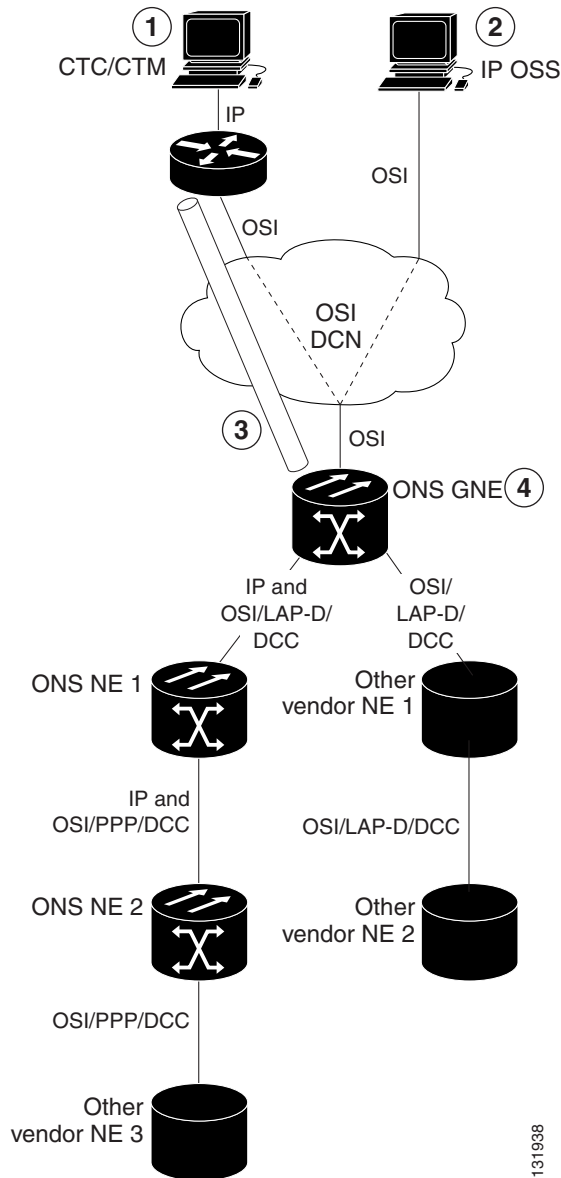 1
CTC/CTM
2
IP OSS
IP
OSI
OSI
OSI
DCN
3
OSI
ONS GNE
4
IP and
OSI/LAP-D/
DCC
OSI/
LAP-D/
DCC
ONS NE 1
Other
vendor NE 1
IP and
OSI/PPP/DCC
OSI/LAP-D/DCC
ONS NE 2
Other
vendor NE 2
OSI/PPP/DCC
Other
vendor NE 3
131938